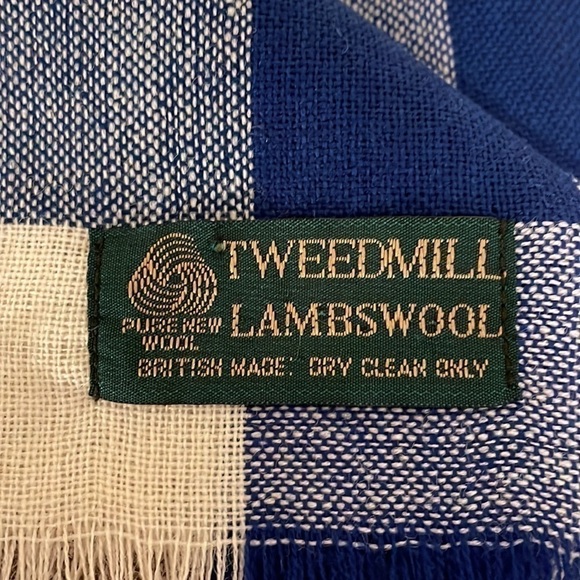 TWEEDMILL
LAMBSWOOL
PURE NEW
WOOL
BRITISH MADE: DRY CLEAN ONLY